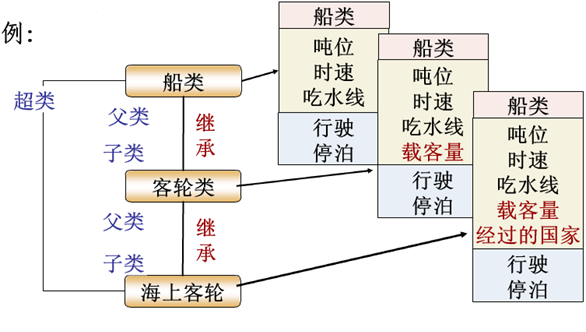 例：
船类
超类
父类
继承
子类
客轮类
父类
继承
子类
海上客轮
船类
吨位
时速
吃水线
行驶
停泊
船类
吨位
时速
吃水线
载客量
行驶
停泊
船类
吨位
时速
吃水线
载客量
经过的国家
行驶
停泊